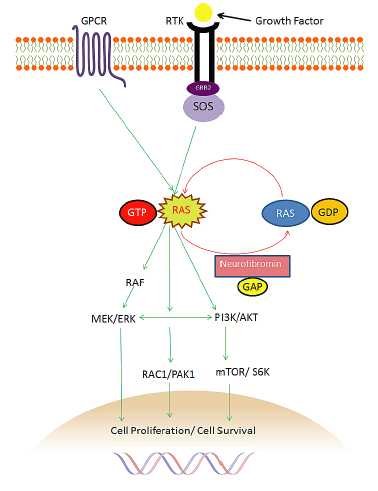 GPCR
RTK
Growth Factor
GRB2
SOS
GTP
RAS
RAS
GDP
Neurofibromin
GAP
RAF
MEK/ERK
PI3K/AKT
RAC1/PAK1
mTOR/ S6K
Cell Proliferation/ Cell Survival